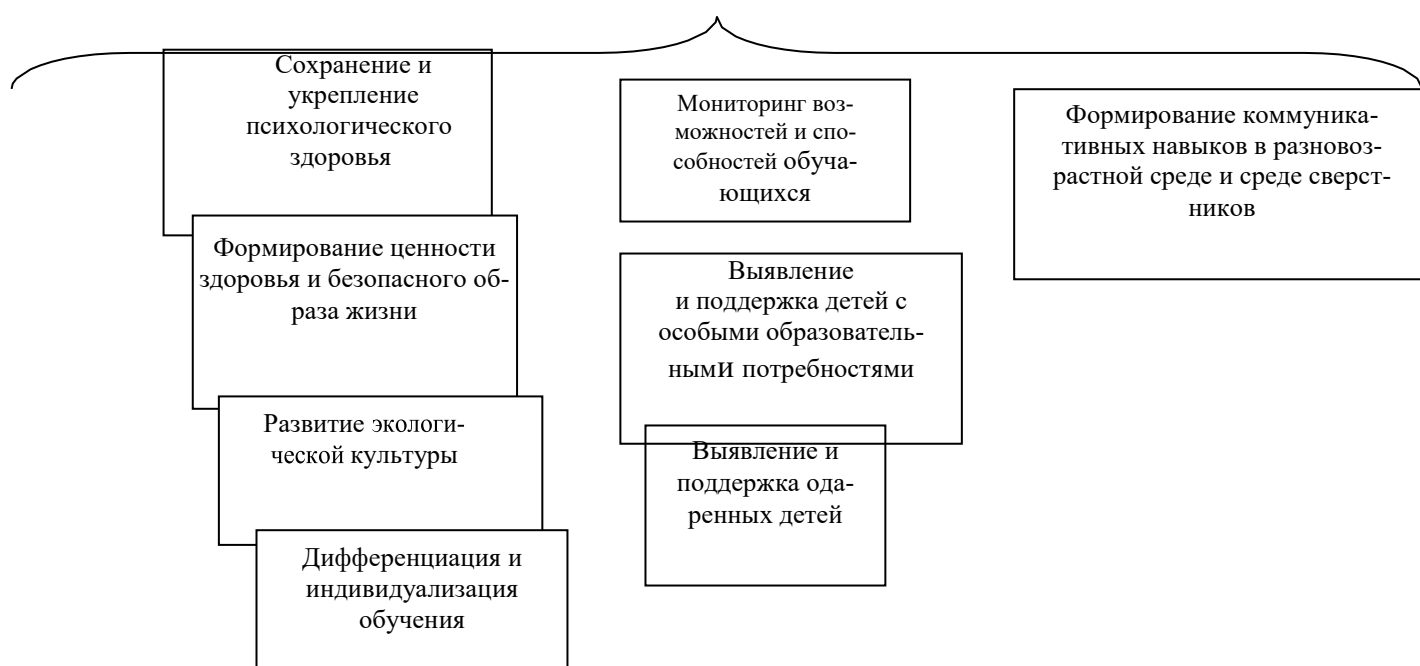 Сохранение и
укрепление
психологического
здоровья
Формирование ценности
здоровья и безопасного об-
раза жизни
Развитие экологи-
ческой культуры
Дифференциация и
индивидуализация
обучения
Мониторинг воз-
можностей и спо-
собностей обуча-
ющихся
Выявление
и поддержка детей с
особыми образователь-
ными потребностями
Выявление и
поддержка ода-
ренных детей
Формирование коммуника-
тивных навыков в разновоз-
растной среде и среде сверст-
ников